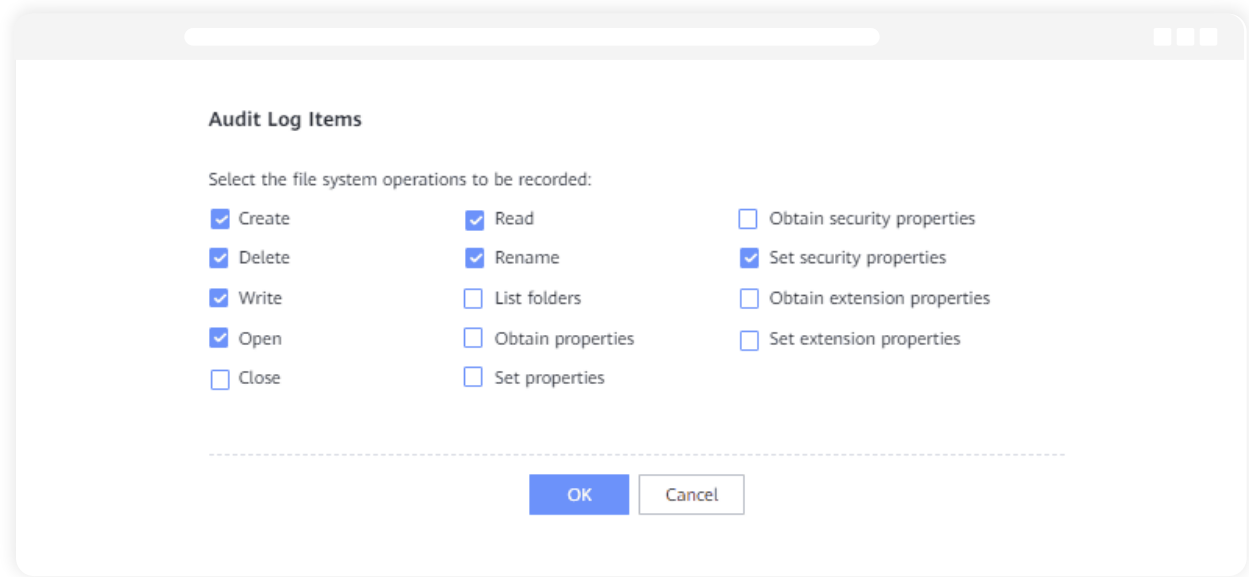 Audit Log Items
Select the file system operations to be recorded:
Create
Read
Obtain security properties
Delete
Rename
Set security properties
Write
List folders
Obtain extension properties
Open
Obtain properties
Set extension properties
Close
Set properties
OK
Cancel